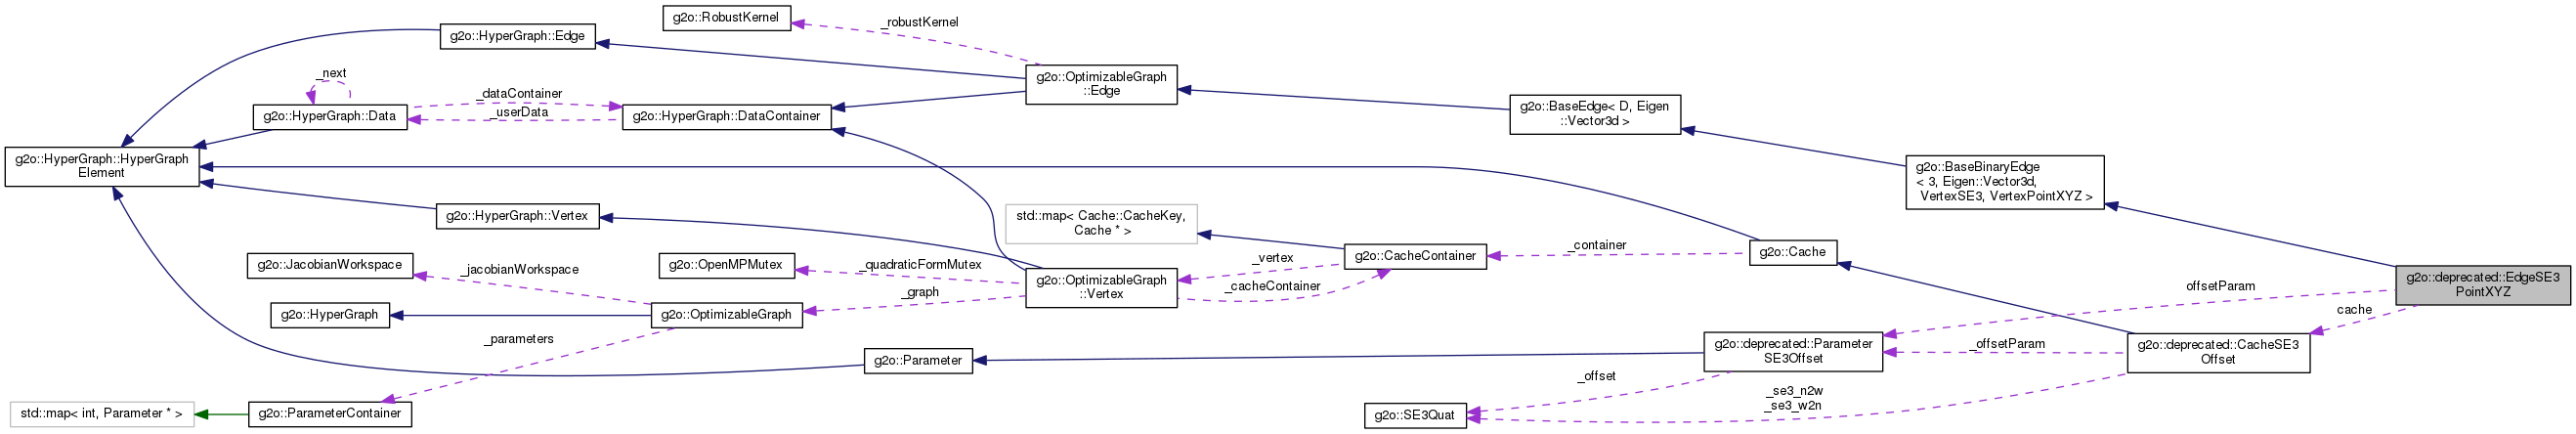 g2o::RobustKernel
_robustKernel
g2o::HyperGraph::Edge
_next
g2o::OptimizableGraph
::Edge
_dataContainer
g2o::HyperGraph::Data
_userData
g2o::HyperGraph::DataContainer
g2o::BaseEdge< D, Eigen
::Vector3d >
g2o::HyperGraph::HyperGraph
Element
g2o::BaseBinaryEdge
< 3, Eigen::Vector3d,
VertexSE3, VertexPointXYZ >
g2o::HyperGraph::Vertex
std::map< Cache::CacheKey,
Cache * >
_container
g2o::Cache
g2o::JacobianWorkspace
_jacobianWorkspace
g2o::OpenMPMutex
_quadraticFormMutex
_vertex
g2o::CacheContainer
g2o::OptimizableGraph
::Vertex
_graph
_cacheContainer
g2o::deprecated::EdgeSE3
PointXYZ
offsetParam
cache
g2o::HyperGraph
g2o::OptimizableGraph
_parameters
g2o::Parameter
g2o::deprecated::Parameter
SE3Offset
_offsetParam
g2o::deprecated::CacheSE3
Offset
_offset
_se3_n2w
_se3_w2n
std::map< int, Parameter * >
g2o::ParameterContainer
g2o::SE3Quat